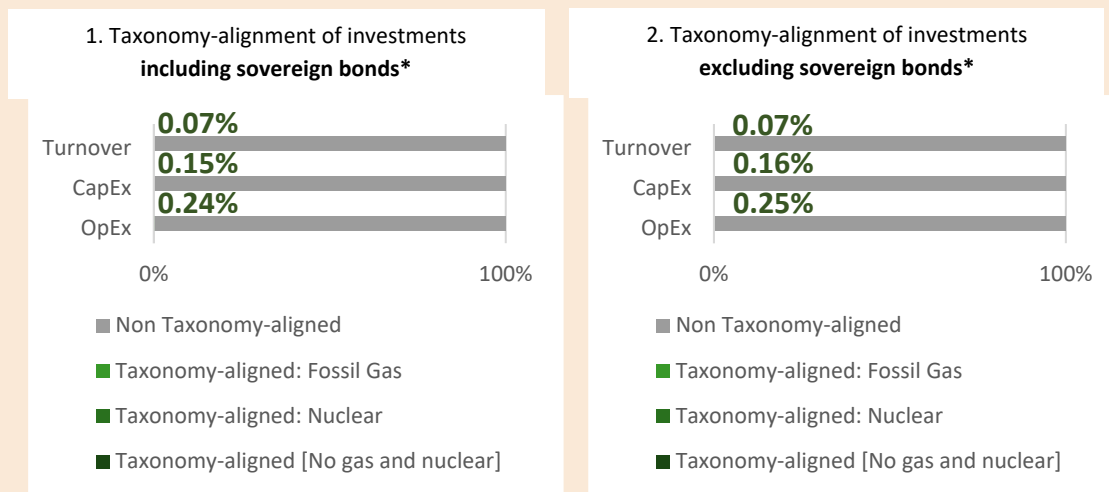 1. Taxonomy-alignment of investments
including sovereign bonds*
0.07%
Turnover
0.15%
CapEx
0.24%
OpEx
0%
100%
Non Taxonomy-aligned
Taxonomy-aligned: Fossil Gas
Taxonomy-aligned: Nuclear
Taxonomy-aligned [No gas and nuclear]
2. Taxonomy-alignment of investments
excluding sovereign bonds*
0.07%
Turnover
0.16%
CapEx
0.25%
OpEx
0%
100%
Non Taxonomy-aligned
Taxonomy-aligned: Fossil Gas
Taxonomy-aligned: Nuclear
Taxonomy-aligned [No gas and nuclear]